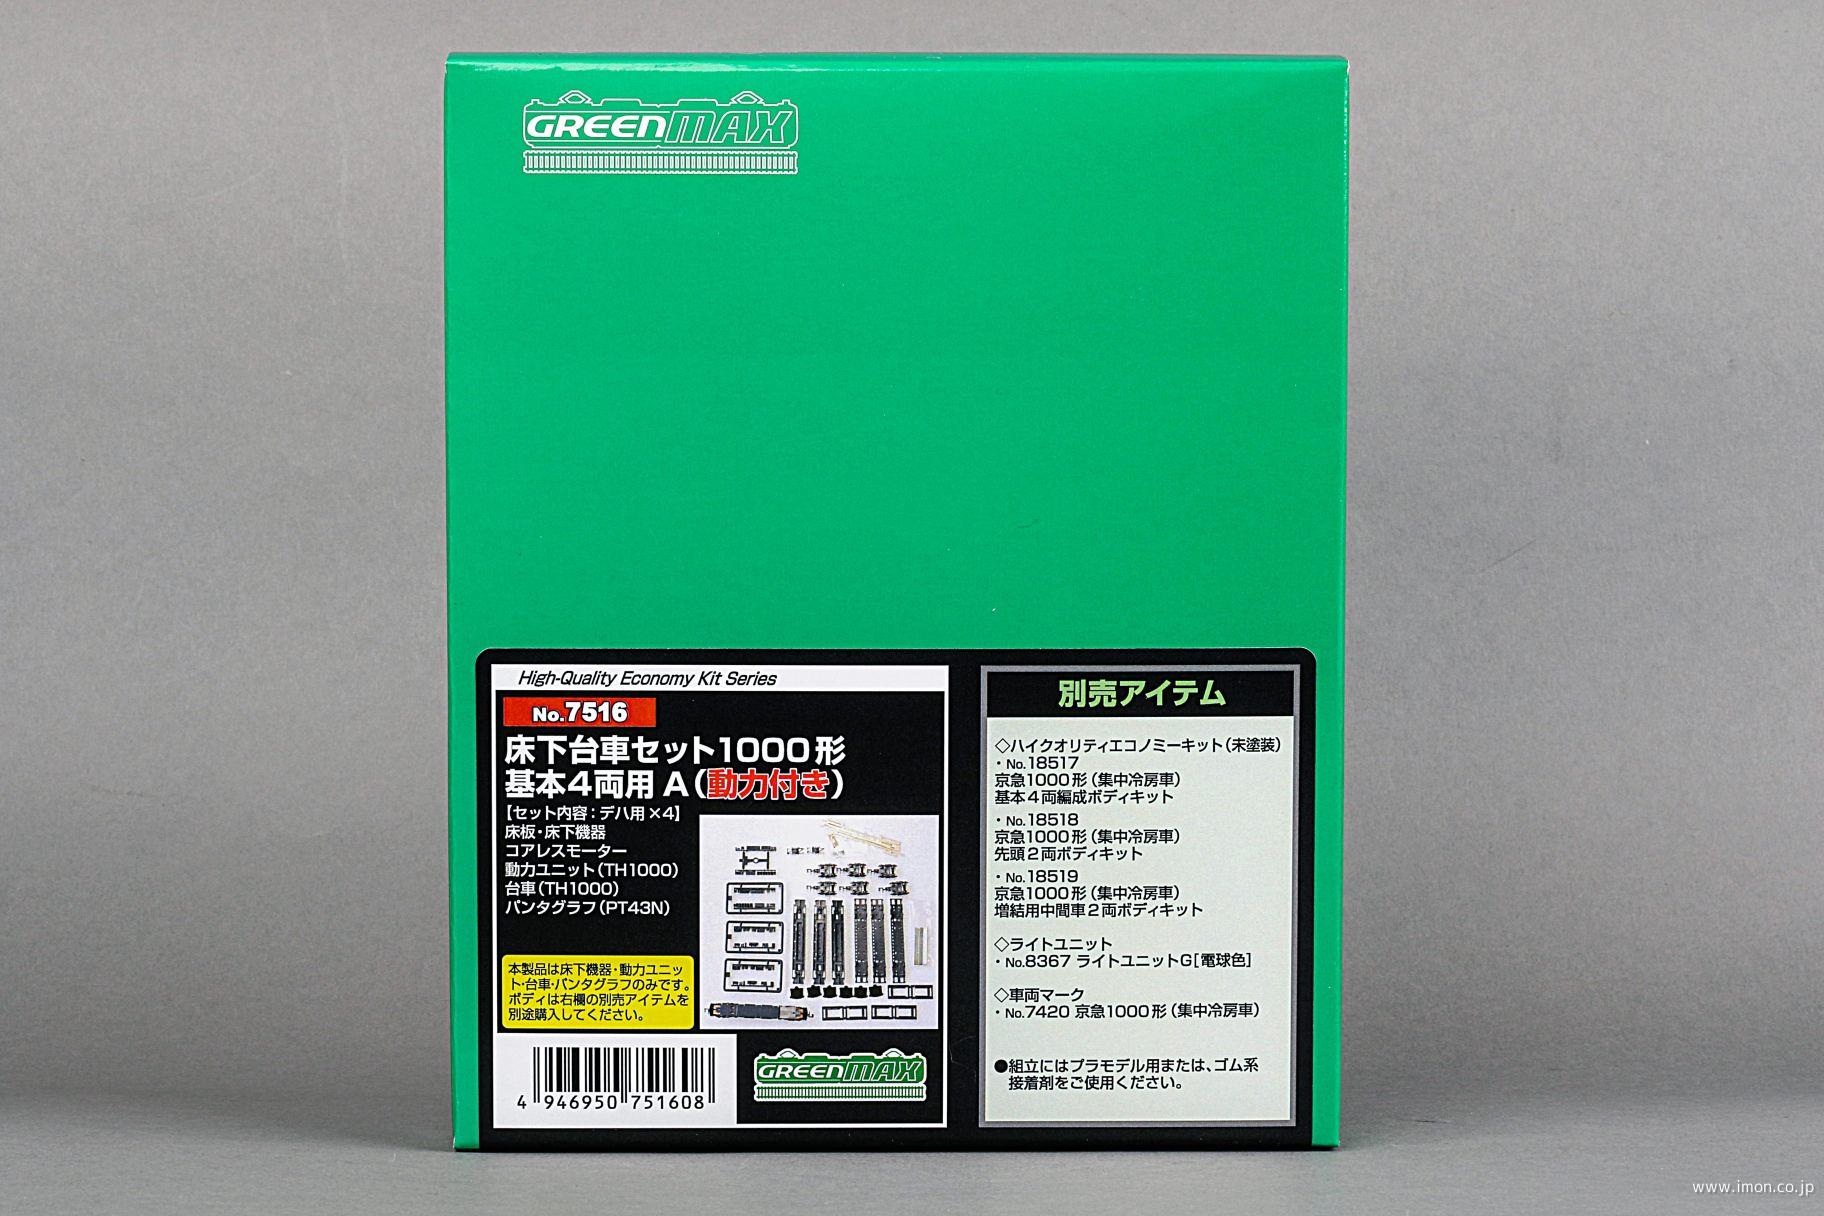 GREENMAX
High-Quality Economy Kit Series
No.7516
床下台車セット1000形
基本4両用 A(動力付き)
【セット内容:デハ用×4】
床板・床下機器
コアレスモーター
動力ユニット(TH1000)
台車(TH1000)
パンタグラフ(PT43N)
本製品は床下機器・動力ユニッ
ト・台車・パンタグラフのみです。
ボディは右欄の別売アイテムを
別途購入してください。
4 946950 751608
GREENMAX
別売アイテム
◇ハイクオリティエコノミーキット(未塗装)
・No.18517
京急1000形(集中冷房車)
基本4両編成ボディキット
・No.18518
京急1000形(集中冷房車)
先頭2両ボディキット
・No.18519
京急1000形(集中冷房車)
増結用中間車2両ボディキット
◇ライトユニット
・No.8367 ライトユニットG[電球色]
◇車両マーク
・No.7420 京急1000形(集中冷房車)
●組立にはプラモデル用または、ゴム系
接着剤をご使用ください。
www.imon.co.jp